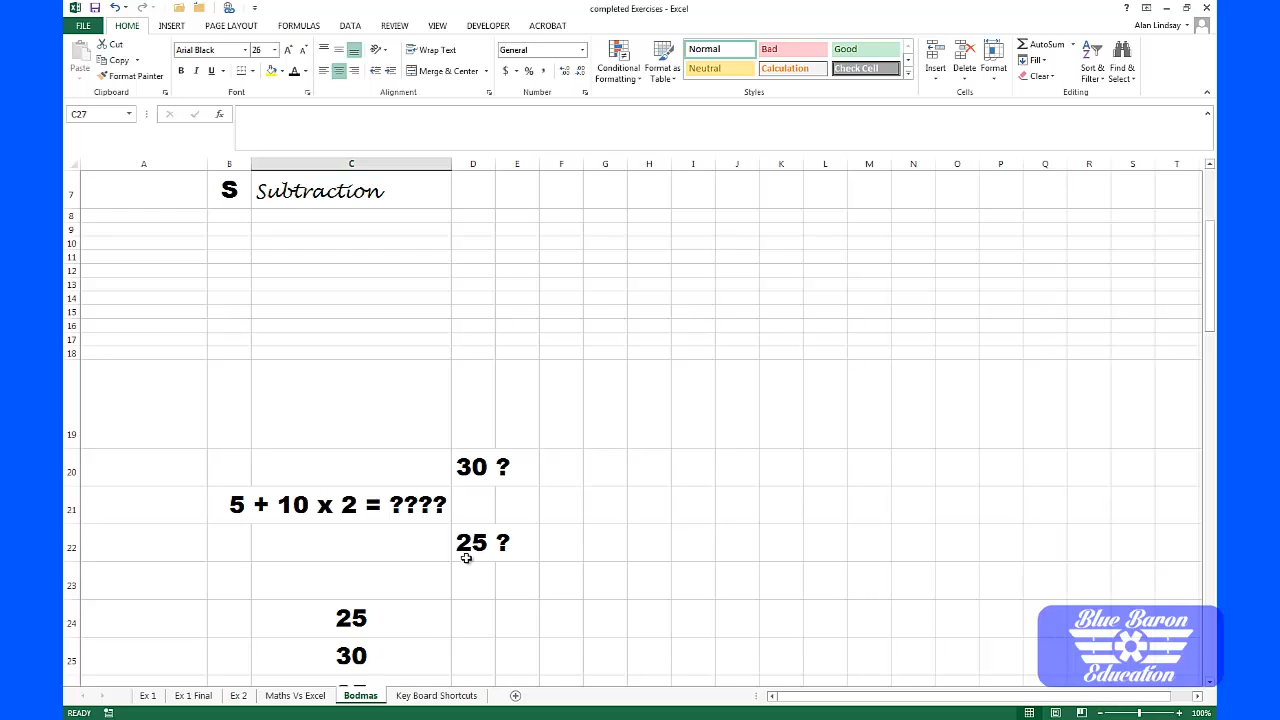 completed Exercises - Excel
FILE HOME INSERT PAGE LAYOUT FORMULAS DATA REVIEW VIEW DEVELOPER ACROBAT Alan Lindsay
Cut
Copy
Format Painter
Paste
Clipboard
Arial Black 26
B I U
Font
Wrap Text
Merge & Center
Alignment
General
$ % ,
Number
Conditional Formatting
Format as Table
Normal Bad Good
Neutral Calculation Check Cell
Styles
Insert Delete Format
Cells
AutoSum
Fill
Clear
Sort & Filter
Find & Select
Editing
C27 fx
A B C D E F G H I J K L M N O P Q R S T
7 S Subtraction
8
9
10
11
12
13
14
15
16
17
18
19
20 30 ?
21 5 + 10 x 2 = ????
22 25 ?
23
24 25
25 30
Blue Baron
Education
Ex 1 Ex 1 Final Ex 2 Maths Vs Excel Bodmas Key Board Shortcuts
READY 100%